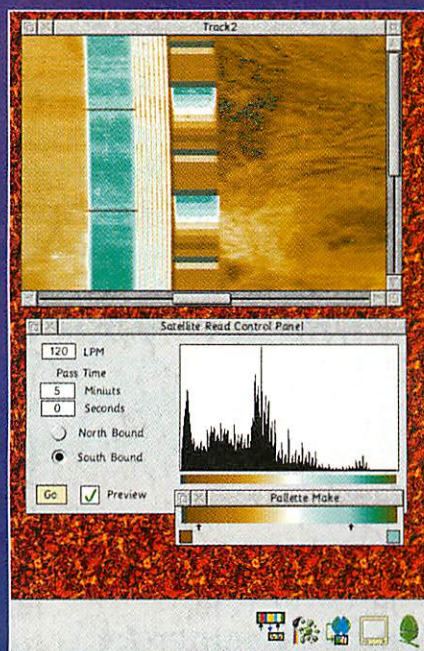 Track2
Satellite Read Control Panel
120 LPM
Pass Time
5 Miniuts
0 Seconds
North Bound
South Bound
Go Preview
Pallette Make